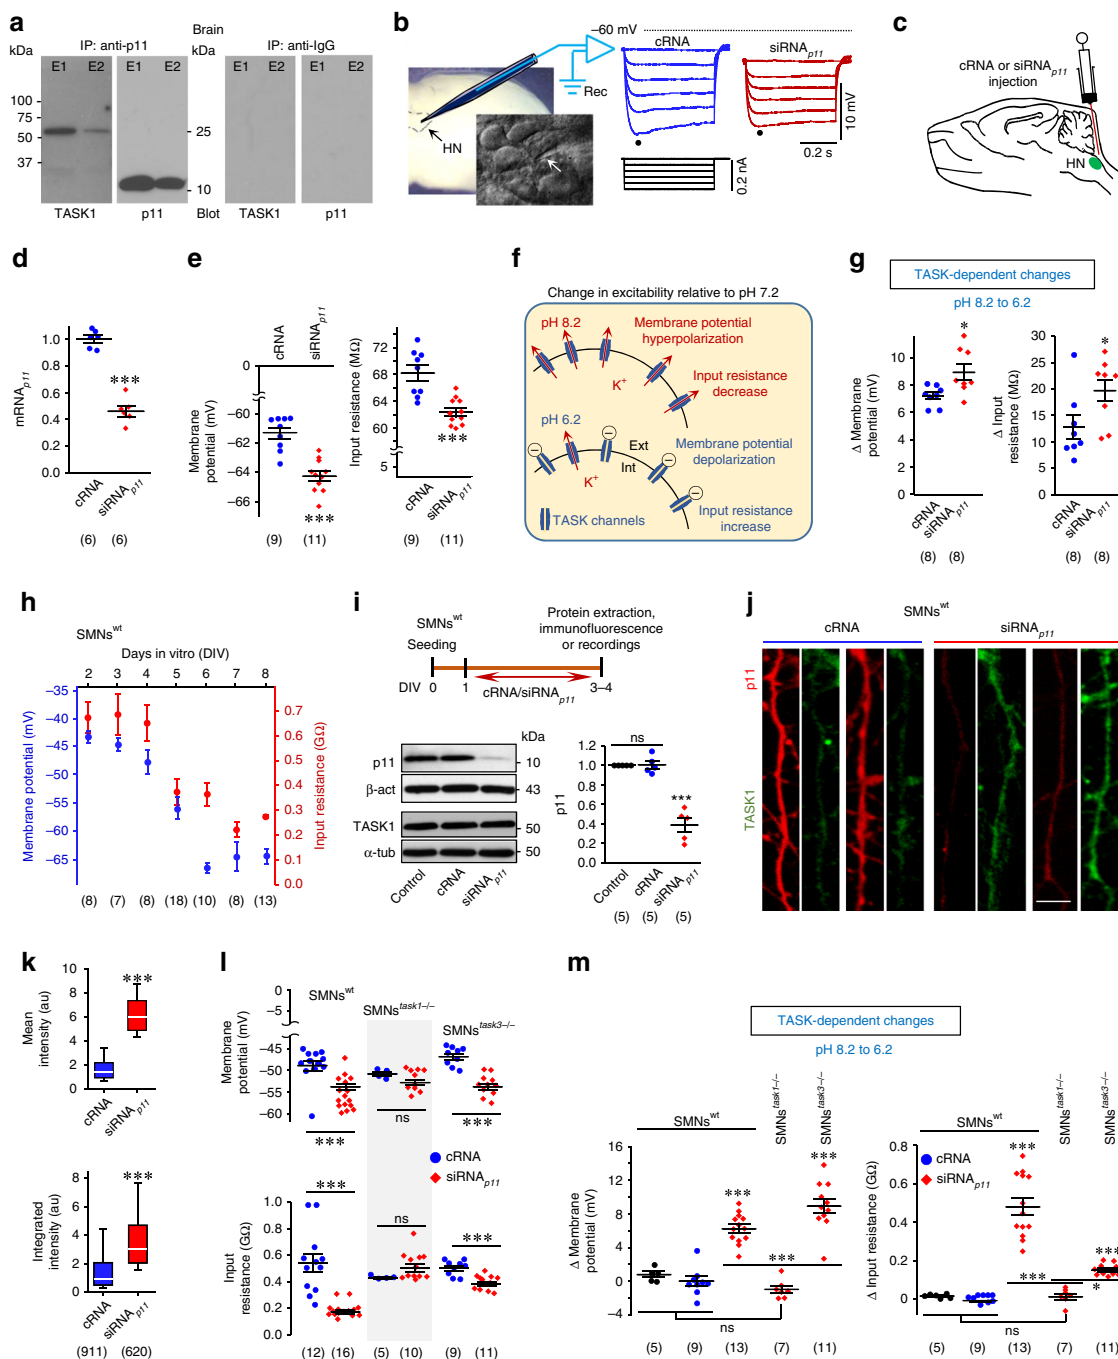 a
Brain
IP: anti-p11
IP: anti-IgG
kDa
E1
E2
E1
E2
kDa
E1
E2
E1
E2
100
75
50
37
25
10
TASK1
p11
Blot
TASK1
p11
b
–60 mV
cRNA
siRNAp11
Rec
HN
10 mV
0.2 s
0.2 nA
c
cRNA or siRNAp11
injection
HN
d
mRNAp11
1.0
0.8
0.6
0.4
0.2
0.0
***
cRNA
siRNAp11
(6)
(6)
e
cRNA
siRNAp11
Membrane
potential (mV)
0
–60
–62
–64
–66
***
(9)
(11)
Input resistance (MΩ)
72
68
64
60
5
***
cRNA
siRNAp11
(9)
(11)
f
Change in excitability relative to pH 7.2
pH 8.2
Membrane potential
hyperpolarization
K+
Input resistance
decrease
pH 6.2
Ext
Int
Membrane potential
depolarization
K+
TASK channels
Input resistance
increase
g
TASK-dependent changes
pH 8.2 to 6.2
Δ Membrane
potential (mV)
10
8
6
4
2
0
*
cRNA
siRNAp11
(8)
(8)
Δ Input
resistance (MΩ)
30
25
20
15
10
5
0
*
cRNA
siRNAp11
(8)
(8)
h
SMNswt
Days in vitro (DIV)
2
3
4
5
6
7
8
Membrane potential (mV)
–35
–40
–45
–50
–55
–60
–65
0.7
0.6
0.5
0.4
0.3
0.2
0.1
0.0
Input resistance (GΩ)
(8)
(7)
(8)
(18)
(10)
(8)
(13)
i
SMNswt
Seeding
Protein extraction,
immunofluorescence
or recordings
DIV
0
1
cRNA/siRNAp11
3–4
kDa
p11
10
β-act
43
TASK1
50
α-tub
50
Control
cRNA
siRNAp11
p11
1.2
1.0
0.8
0.6
0.4
0.2
0.0
ns
***
Control
cRNA
siRNAp11
(5)
(5)
(5)
j
SMNswt
cRNA
siRNAp11
p11
TASK1
k
Mean
intensity (au)
10
8
6
4
2
0
***
cRNA
siRNAp11
Integrated
intensity (au)
8
6
4
2
0
***
cRNA
siRNAp11
(911)
(620)
l
SMNswt
SMNstask1–/–
SMNstask3–/–
Membrane
potential (mV)
0
–5
–45
–50
–55
–60
***
ns
***
cRNA
siRNAp11
Input
resistance (GΩ)
1.0
0.8
0.6
0.4
0.2
0.0
***
ns
***
(12)
(16)
(5)
(10)
(9)
(11)
m
TASK-dependent changes
pH 8.2 to 6.2
SMNswt
SMNstask1–/–
SMNstask3–/–
Δ Membrane
potential (mV)
16
12
8
4
0
–4
***
***
***
ns
(5)
(9)
(13)
(7)
(11)
SMNswt
SMNstask1–/–
SMNstask3–/–
cRNA
siRNAp11
Δ Input resistance (GΩ)
0.8
0.6
0.4
0.2
0
***
***
***
*
ns
(5)
(9)
(13)
(7)
(11)